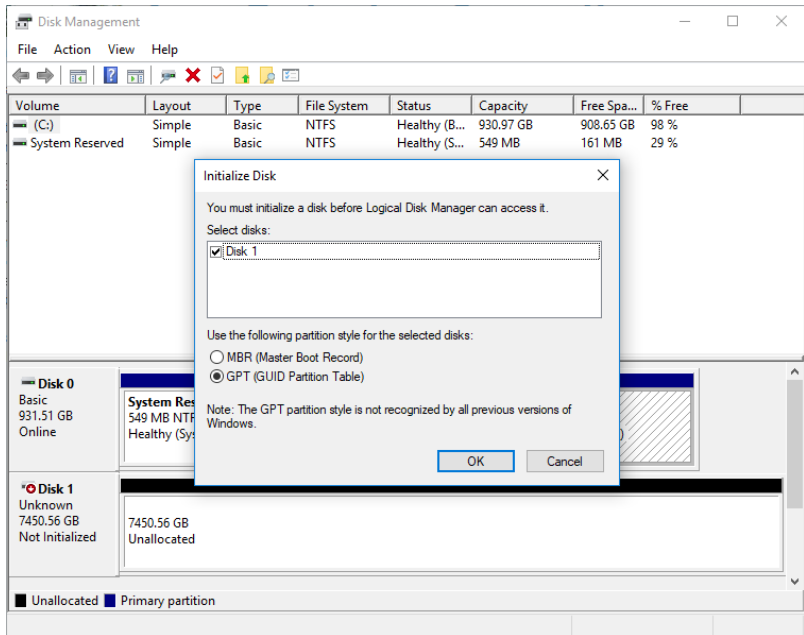 Disk Management
File Action View Help
Volume Layout Type File System Status Capacity Free Spa... % Free
(C:) Simple Basic NTFS Healthy (B... 930.97 GB 908.65 GB 98 %
System Reserved Simple Basic NTFS Healthy (S... 549 MB 161 MB 29 %
Initialize Disk
You must initialize a disk before Logical Disk Manager can access it.
Select disks:
Disk 1
Use the following partition style for the selected disks:
MBR (Master Boot Record)
GPT (GUID Partition Table)
Note: The GPT partition style is not recognized by all previous versions of
Windows.
OK Cancel
Disk 0
Basic
931.51 GB
Online
System Res
549 MB NTF
Healthy (Sy
)
Disk 1
Unknown
7450.56 GB
Not Initialized
7450.56 GB
Unallocated
Unallocated Primary partition